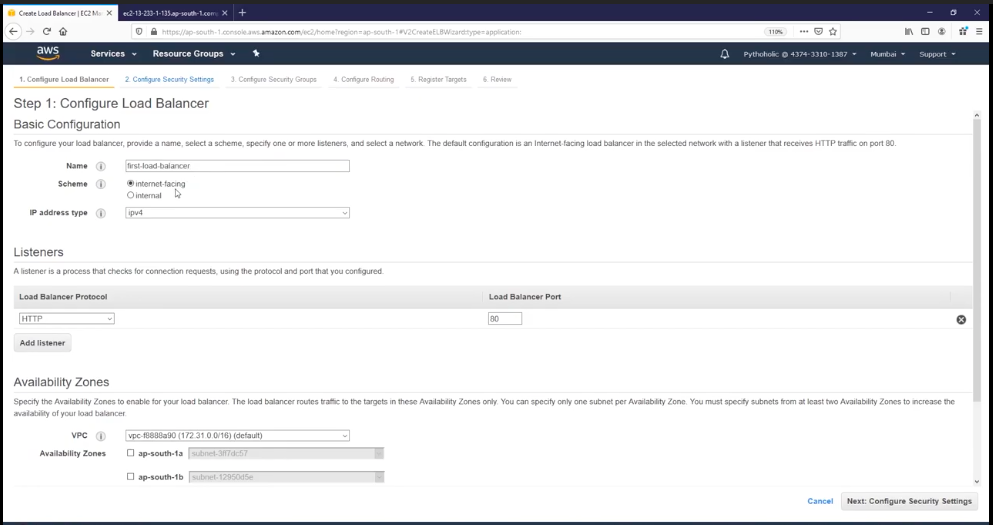 Create Load Balancer | EC2 Ma
ec2-13-233-1-135.ap-south-1.com
https://ap-south-1.console.aws.amazon.com/ec2/home?region=ap-south-1#V2CreateELBWizard:type=application:
110%
aws
Services
Resource Groups
Pythoholic @ 4374-3310-1387
Mumbai
Support
1. Configure Load Balancer
2. Configure Security Settings
3. Configure Security Groups
4. Configure Routing
5. Register Targets
6. Review
Step 1: Configure Load Balancer
Basic Configuration
To configure your load balancer, provide a name, select a scheme, specify one or more listeners, and select a network. The default configuration is an Internet-facing load balancer in the selected network with a listener that receives HTTP traffic on port 80.
Name i first-load-balancer
Scheme i internet-facing
internal
IP address type i ipv4
Listeners
A listener is a process that checks for connection requests, using the protocol and port that you configured.
Load Balancer Protocol Load Balancer Port
HTTP 80
Add listener
Availability Zones
Specify the Availability Zones to enable for your load balancer. The load balancer routes traffic to the targets in these Availability Zones only. You can specify only one subnet per Availability Zone. You must specify subnets from at least two Availability Zones to increase the
availability of your load balancer.
VPC i vpc-f8888a90 (172.31.0.0/16) (default)
Availability Zones ap-south-1a subnet-3ff7dc57
ap-south-1b subnet-12950d5e
Cancel Next: Configure Security Settings